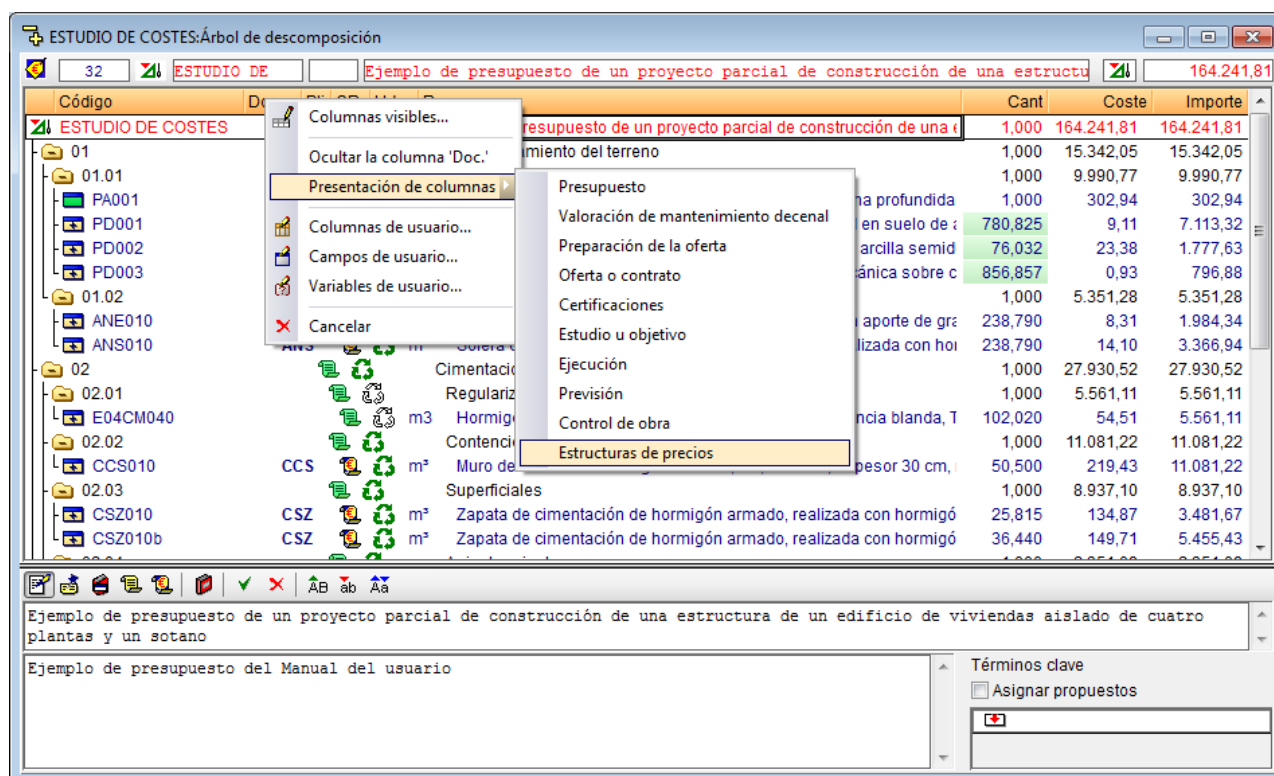 ESTUDIO DE COSTES:Árbol de descomposición
32 ESTUDIO DE Ejemplo de presupuesto de un proyecto parcial de construcción de una estructu 164.241,81
Código Cant Coste Importe
ESTUDIO DE COSTES resupuesto de un proyecto parcial de construcción de una 1,000 164.241,81 164.241,81
01 amiento del terreno 1,000 15.342,05 15.342,05
01.01 1,000 9.990,77 9.990,77
PA001 na profundida 1,000 302,94 302,94
PD001 en suelo de 780,825 9,11 7.113,32
PD002 arcilla semid 76,032 23,38 1.777,63
PD003 cánica sobre c 856,857 0,93 796,88
01.02 1,000 5.351,28 5.351,28
ANE010 aporte de gra 238,790 8,31 1.984,34
ANS010 ANS m lizada con hor 238,790 14,10 3.366,94
02 Cimentacio 1,000 27.930,52 27.930,52
02.01 Regulariz 1,000 5.561,11 5.561,11
E04CM040 m3 Hormigo ncia blanda, T 102,020 54,51 5.561,11
02.02 Contencio 1,000 11.081,22 11.081,22
CCS010 CCS m³ Muro de pesor 30 cm, 50,500 219,43 11.081,22
02.03 Superficiales 1,000 8.937,10 8.937,10
CSZ010 CSZ m³ Zapata de cimentación de hormigón armado, realizada con hormigó 25,815 134,87 3.481,67
CSZ010b CSZ m³ Zapata de cimentación de hormigón armado, realizada con hormigó 36,440 149,71 5.455,43
Columnas visibles...
Ocultar la columna 'Doc.'
Presentación de columnas
Columnas de usuario...
Campos de usuario...
Variables de usuario...
Cancelar
Presupuesto
Valoración de mantenimiento decenal
Preparación de la oferta
Oferta o contrato
Certificaciones
Estudio u objetivo
Ejecución
Previsión
Control de obra
Estructuras de precios
ÂB ãb Ãã
Ejemplo de presupuesto de un proyecto parcial de construcción de una estructura de un edificio de viviendas aislado de cuatro
plantas y un sotano
Ejemplo de presupuesto del Manual del usuario
Términos clave
Asignar propuestos